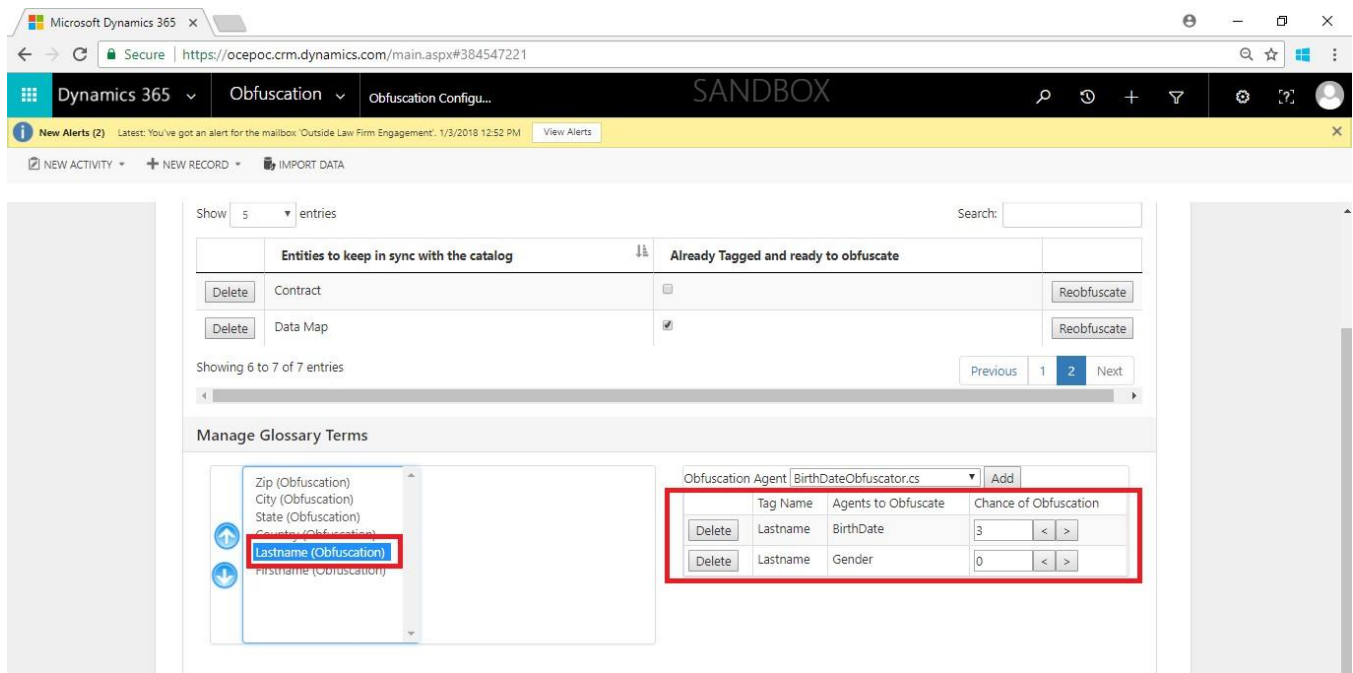 Microsoft Dynamics 365
Secure | https://ocepoc.crm.dynamics.com/main.aspx#384547221
Dynamics 365 Obfuscation Obfuscation Configu... SANDBOX
New Alerts (2) Latest: You've got an alert for the mailbox 'Outside Law Firm Engagement'. 1/3/2018 12:52 PM View Alerts
NEW ACTIVITY NEW RECORD IMPORT DATA
Show 5 entries Search:
Entities to keep in sync with the catalog Already Tagged and ready to obfuscate
Delete Contract Reobfuscate
Delete Data Map Reobfuscate
Showing 6 to 7 of 7 entries Previous 1 2 Next
Manage Glossary Terms
Zip (Obfuscation)
City (Obfuscation)
State (Obfuscation)
Country (Obfuscation)
Lastname (Obfuscation)
Firstname (Obfuscation)
Obfuscation Agent BirthDateObfuscator.cs Add
Tag Name Agents to Obfuscate Chance of Obfuscation
Delete Lastname BirthDate 3 < >
Delete Lastname Gender 0 < >